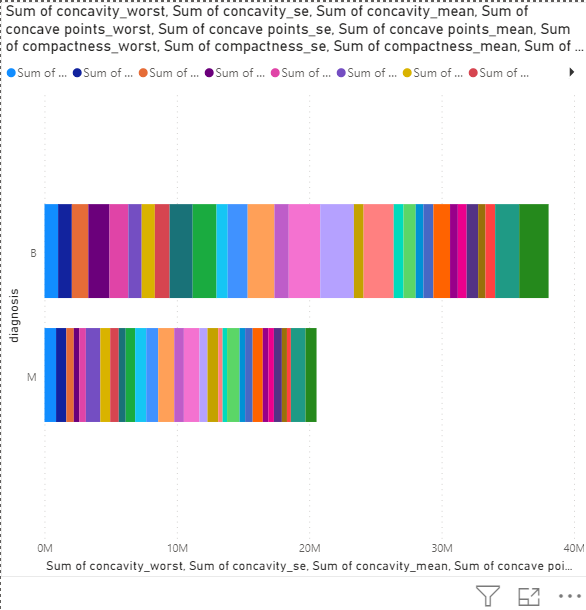 Sum of concavity_worst, Sum of concavity_se, Sum of concavity_mean, Sum of
concave points_worst, Sum of concave points_se, Sum of concave points_mean, Sum
of compactness_worst, Sum of compactness_se, Sum of compactness_mean, Sum of ...
Sum of ... Sum of ... Sum of ... Sum of ... Sum of ... Sum of ... Sum of ... Sum of ...
B
diagnosis
M
0M 10M 20M 30M 40M
Sum of concavity_worst, Sum of concavity_se, Sum of concavity_mean, Sum of concave poi...